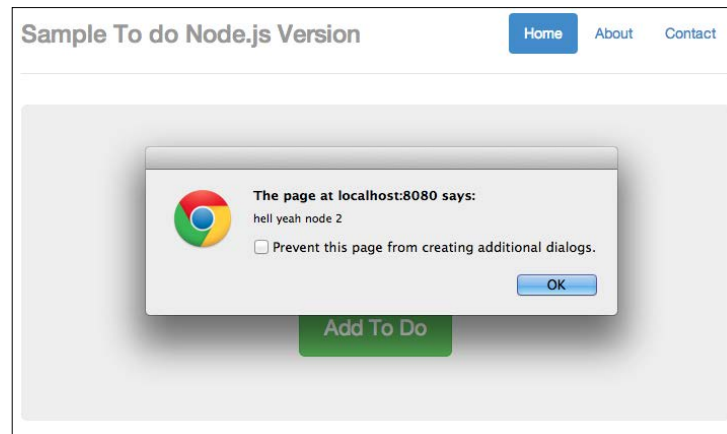 Sample To do Node.js Version
Home About Contact
The page at localhost:8080 says:
hell yeah node 2
Prevent this page from creating additional dialogs.
OK
Add To Do